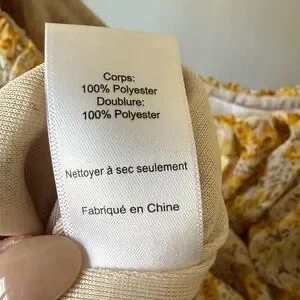 Corps:
100% Polyester
Doublure:
100% Polyester
Nettoyer à sec seulement
Fabriqué en Chine